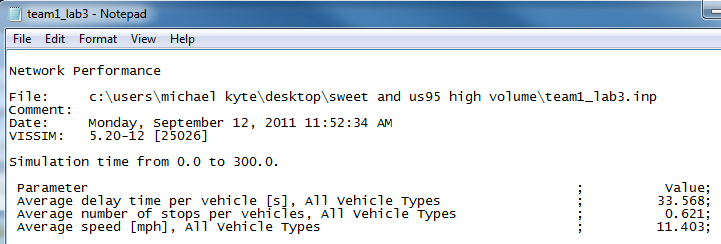 team1_lab3 - Notepad
File Edit Format View Help
Network Performance
File: c:\users\michael kyte\desktop\sweet and us95 high volume\team1_lab3.inp
Comment:
Date: Monday, September 12, 2011 11:52:34 AM
VISSIM: 5.20-12 [25026]
Simulation time from 0.0 to 300.0.
Parameter ; Value;
Average delay time per vehicle [s], All Vehicle Types ; 33.568;
Average number of stops per vehicles, All Vehicle Types ; 0.621;
Average speed [mph], All Vehicle Types ; 11.403;